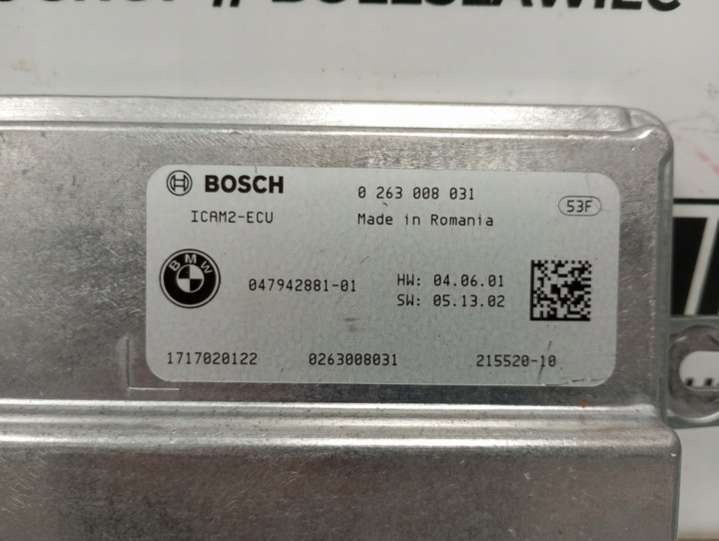 // BOLESŁAWIEC
BOSCH
0 263 008 031
ICAM2-ECU
Made in Romania
53F
BMW
047942881-01
HW: 04.06.01
SW: 05.13.02
1717020122
0263008031
215520-10